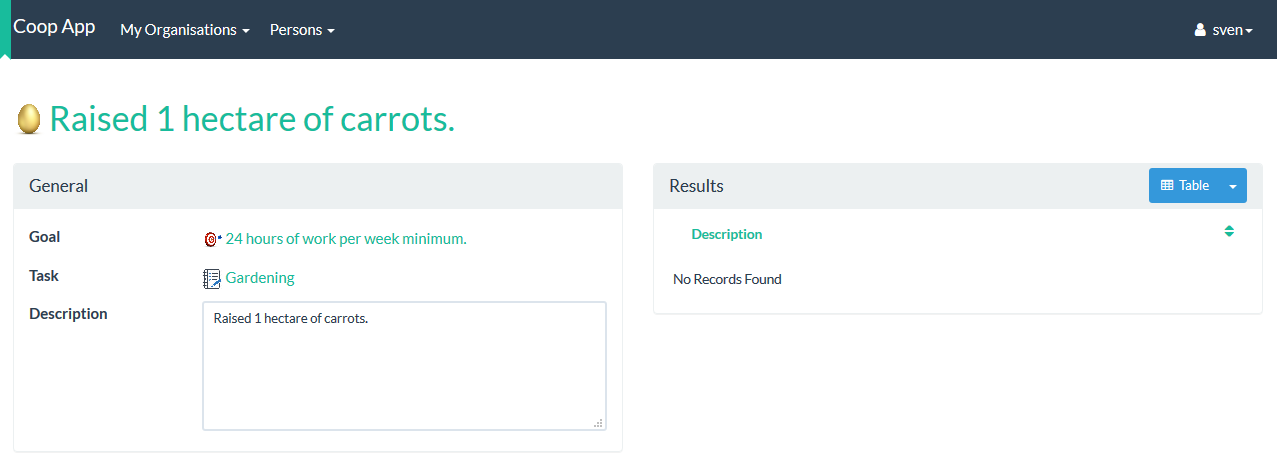 Coop App My Organisations Persons sven
Raised 1 hectare of carrots.
General
Goal 24 hours of work per week minimum.
Task Gardening
Description Raised 1 hectare of carrots.
Results Table
Description
No Records Found